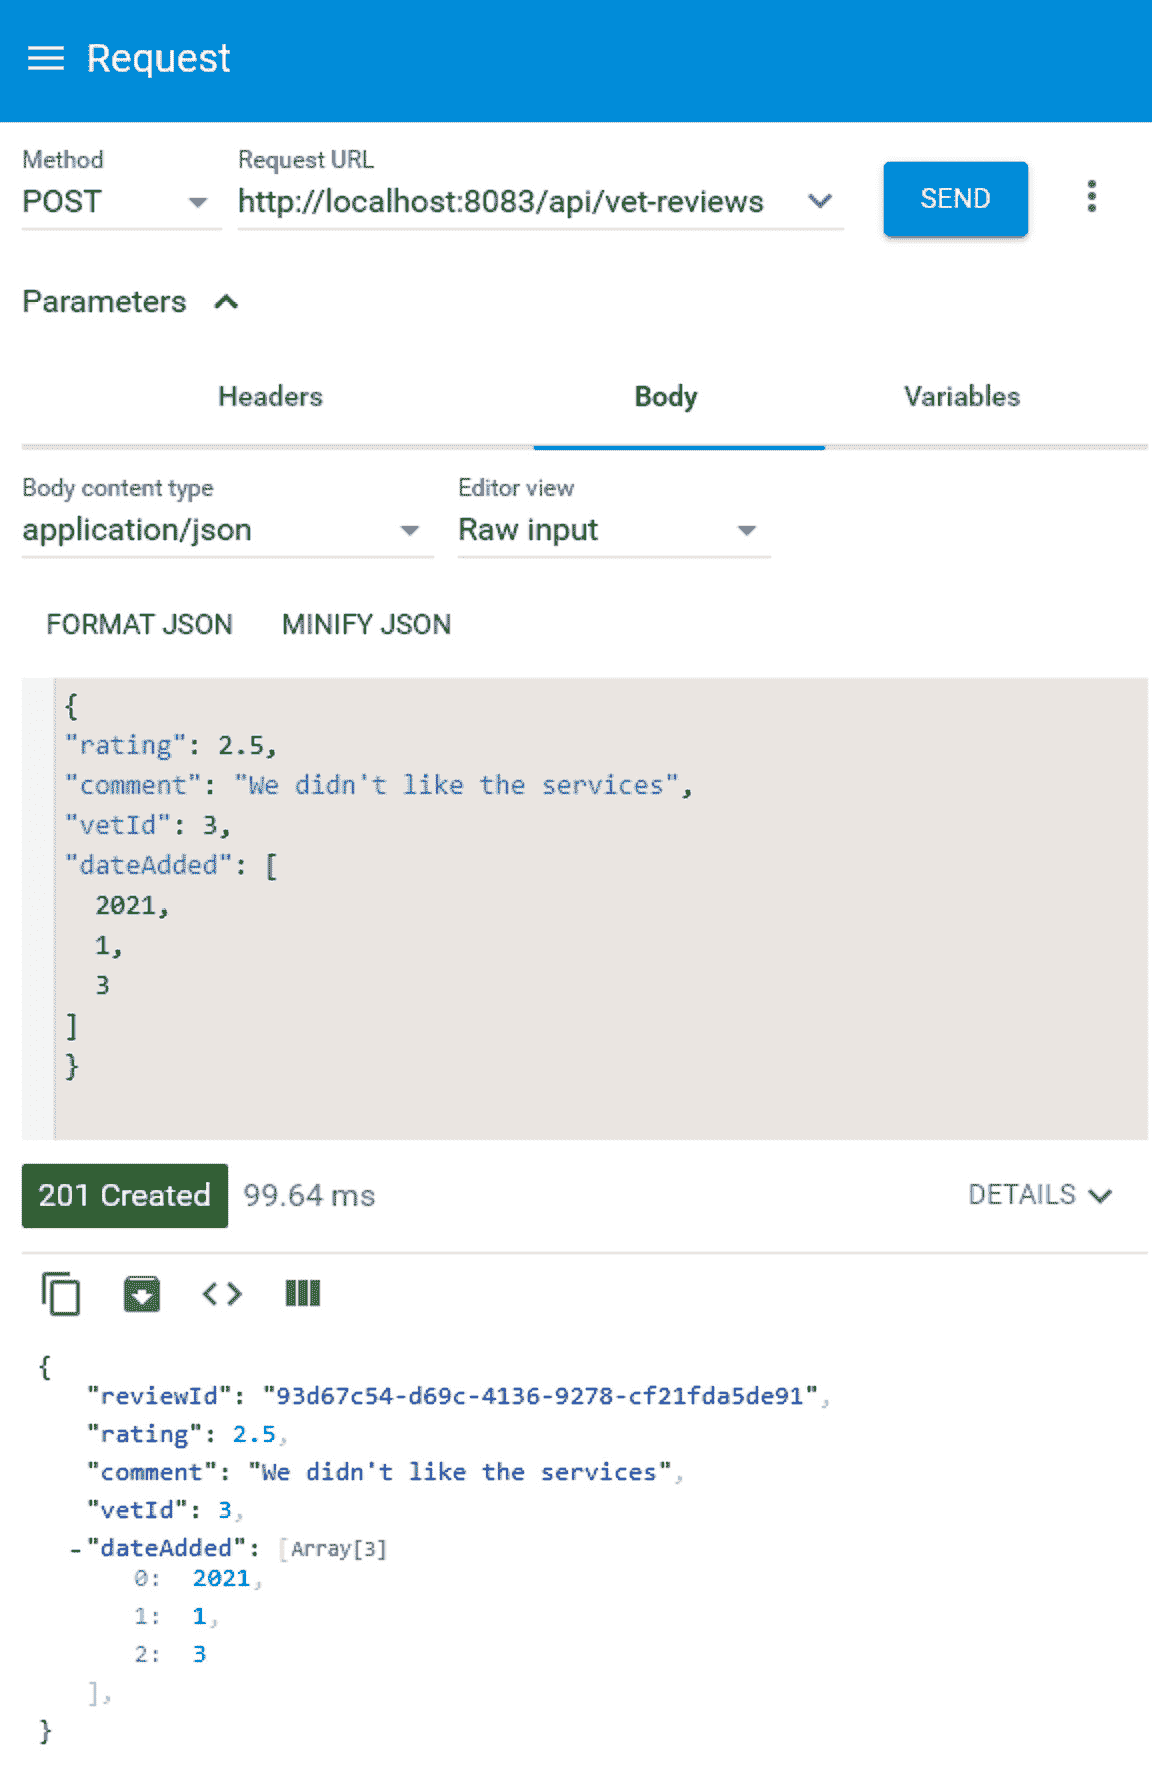 Request
Method
Request URL
POST
http://localhost:8083/api/vet-reviews
SEND
Parameters
Headers
Body
Variables
Body content type
Editor view
application/json
Raw input
FORMAT JSON
MINIFY JSON
{
"rating": 2.5,
"comment": "We didn't like the services",
"vetId": 3,
"dateAdded": [
2021,
1,
3
]
}
201 Created
99.64 ms
DETAILS
{
"reviewId": "93d67c54-d69c-4136-9278-cf21fda5de91",
"rating": 2.5,
"comment": "We didn't like the services",
"vetId": 3,
-"dateAdded": [Array[3]
0: 2021,
1: 1,
2: 3
],
}